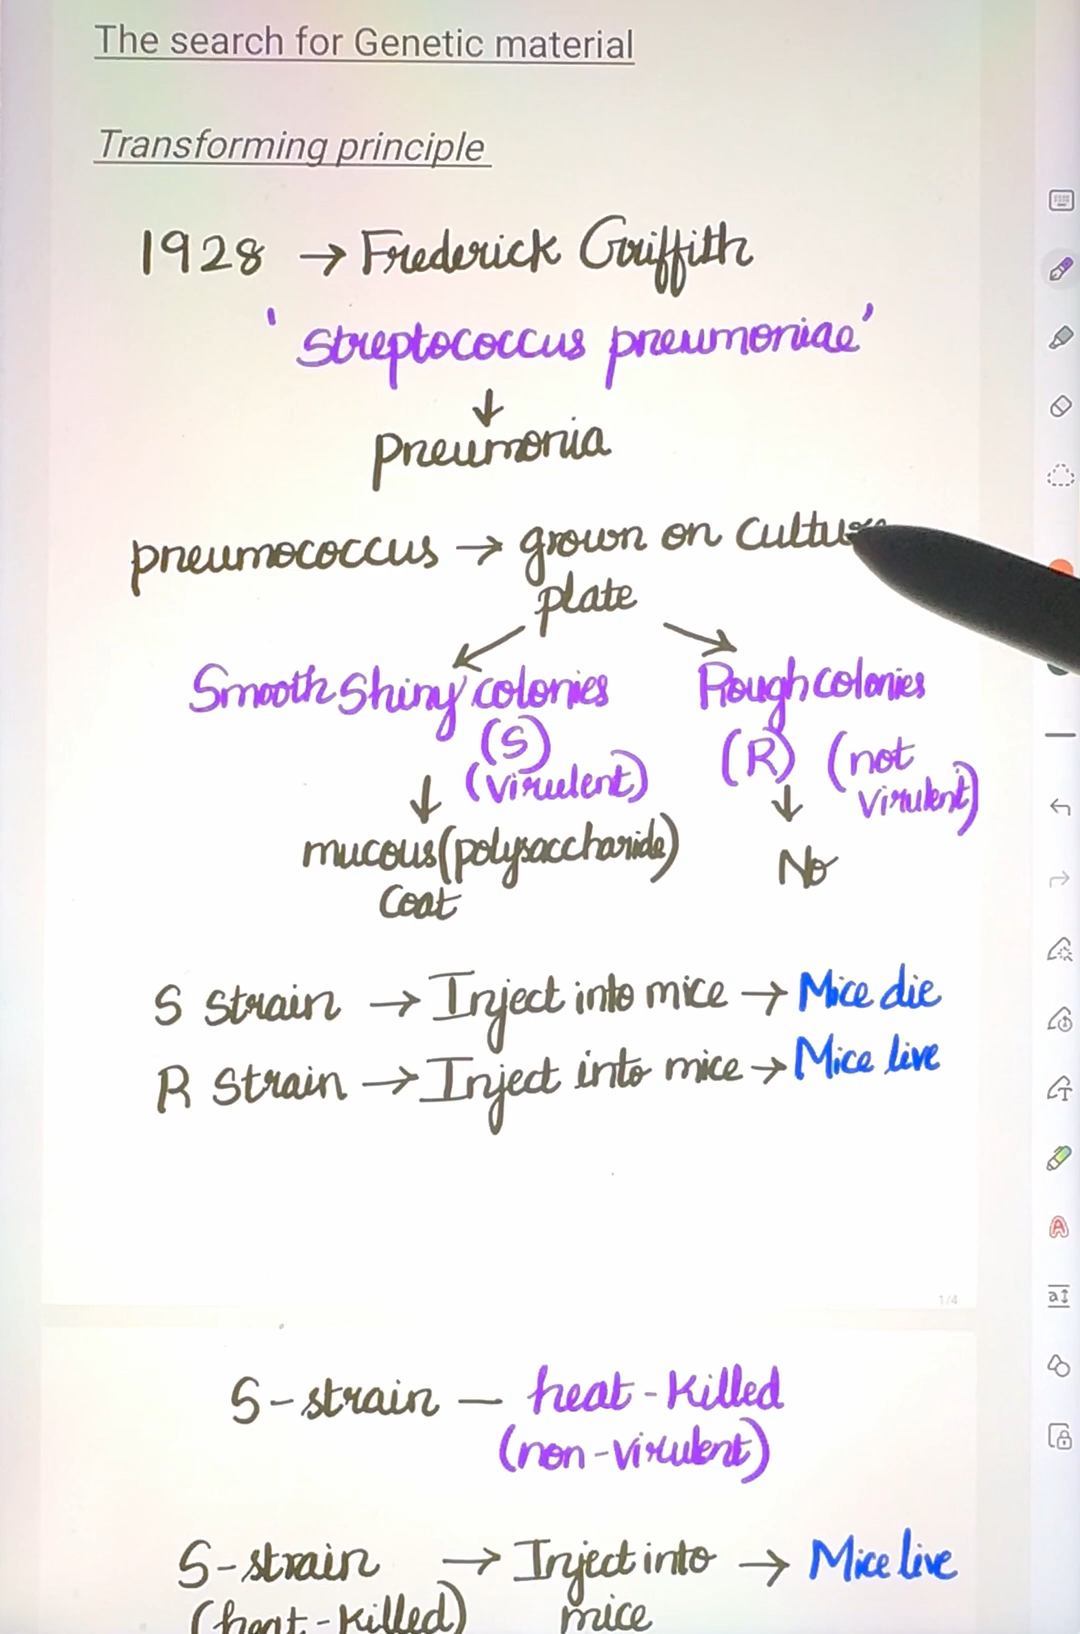 The search for Genetic material
Transforming principle
1928 → Frederick Griffith
'Streptococcus pneumoniae'
↓
Pneumonia
pneumococcus → grown on
plate
Smooth Shiny colonies Rough colonies
(S) (R) (not
(virulent) virulent)
↓ ↓
mucous (polysaccharide) No
coat
S strain → Inject into mice → Mice die
R strain → Inject into mice → Mice live
1/4
S-strain — heat-killed
(non-virulent)
S-strain → Inject into → Mice live
(heat-killed) mice